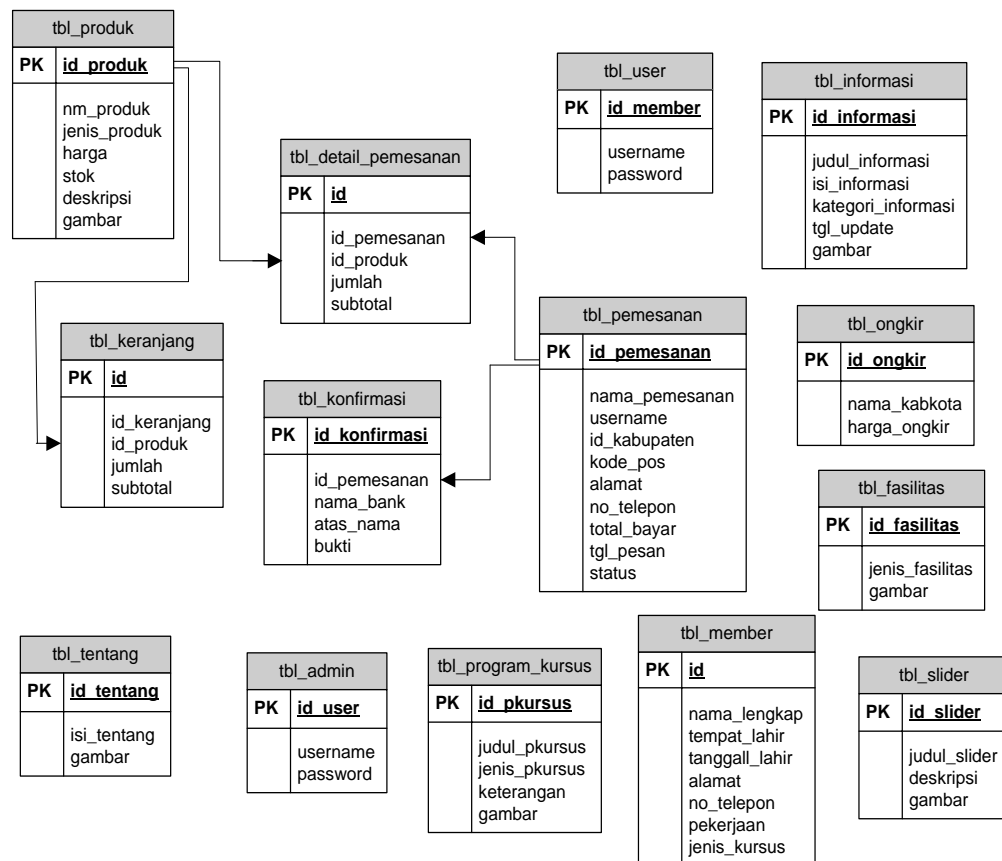 tbl_produk
PK id_produk
nm_produk
jenis_produk
harga
stok
deskripsi
gambar
tbl_user
PK id_member
username
password
tbl_informasi
PK id_informasi
judul_informasi
isi_informasi
kategori_informasi
tgl_update
gambar
tbl_detail_pemesanan
PK id
id_pemesanan
id_produk
jumlah
subtotal
tbl_keranjang
PK id
id_keranjang
id_produk
jumlah
subtotal
tbl_konfirmasi
PK id_konfirmasi
id_pemesanan
nama_bank
atas_nama
bukti
tbl_pemesanan
PK id_pemesanan
nama_pemesanan
username
id_kabupaten
kode_pos
alamat
no_telepon
total_bayar
tgl_pesan
status
tbl_ongkir
PK id_ongkir
nama_kabkota
harga_ongkir
tbl_fasilitas
PK id_fasilitas
jenis_fasilitas
gambar
tbl_tentang
PK id_tentang
isi_tentang
gambar
tbl_admin
PK id_user
username
password
tbl_program_kursus
PK id_pkursus
judul_pkursus
jenis_pkursus
keterangan
gambar
tbl_member
PK id
nama_lengkap
tempat_lahir
tanggall_lahir
alamat
no_telepon
pekerjaan
jenis_kursus
tbl_slider
PK id_slider
judul_slider
deskripsi
gambar